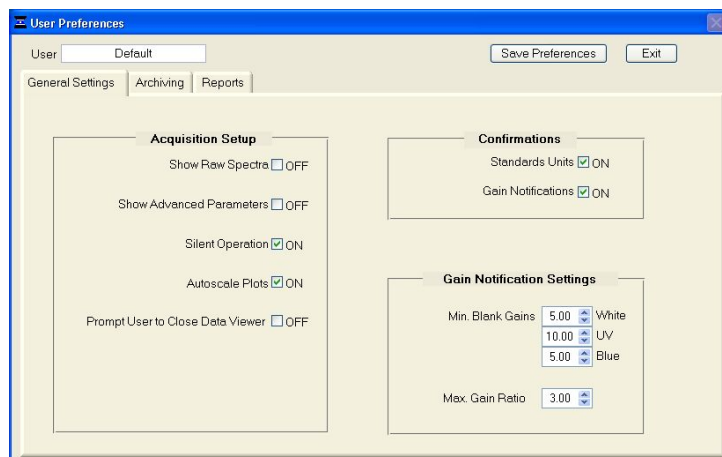 User Preferences
User Default Save Preferences Exit
General Settings Archiving Reports
Acquisition Setup
Show Raw Spectra OFF
Show Advanced Parameters OFF
Silent Operation ON
Autoscale Plots ON
Prompt User to Close Data Viewer OFF
Confirmations
Standards Units ON
Gain Notifications ON
Gain Notification Settings
Min. Blank Gains 5.00 White
10.00 UV
5.00 Blue
Max. Gain Ratio 3.00